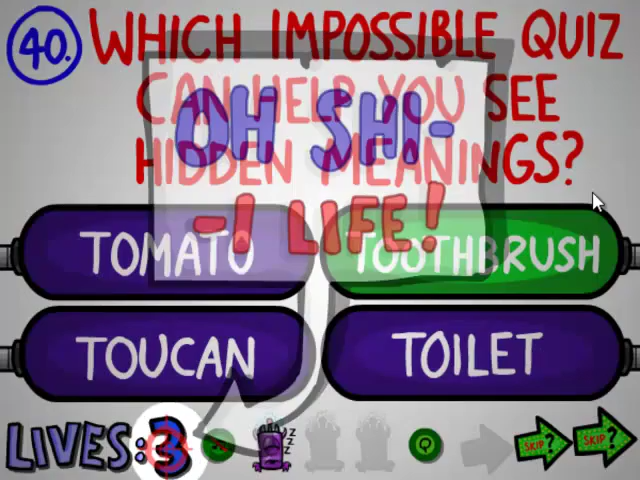 40. WHICH IMPOSSIBLE QUIZ
CAN HELP YOU SEE
HIDDEN MEANINGS?
OH SHI-
-1 LIFE!
TOMATO
TOOTHBRUSH
TOUCAN
TOILET
LIVES: 3
Z
Z
Z
SKIP?
SKIP?